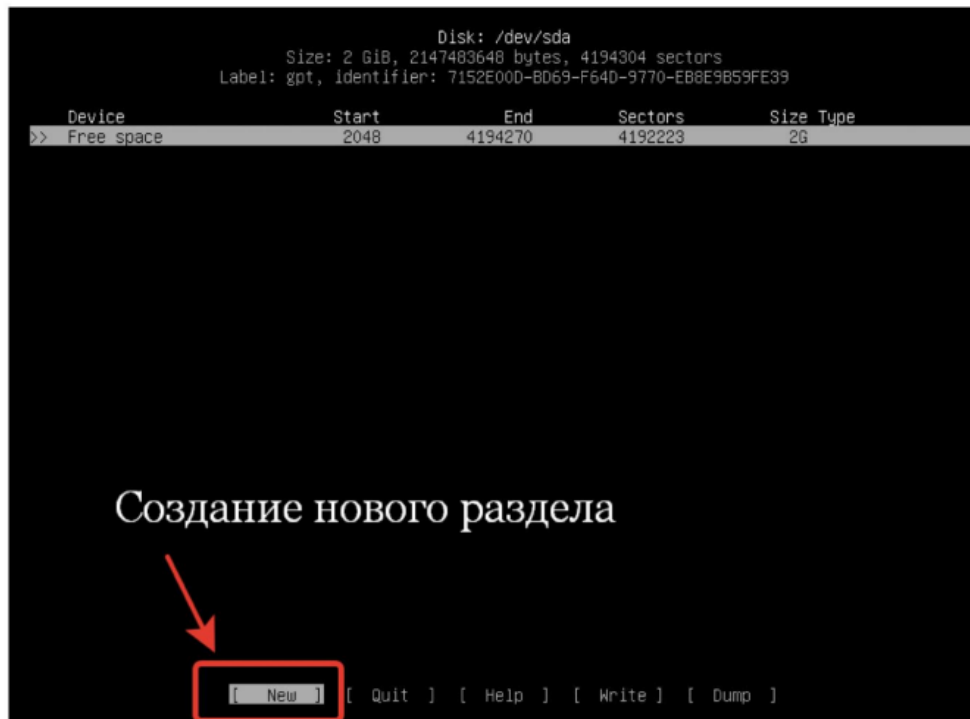 Disk: /dev/sda
Size: 2 GiB, 2147483648 bytes, 4194304 sectors
Label: gpt, identifier: 7152E00D-BD69-F64D-9770-EB8E9B59FE39
Device Start End Sectors Size Type
>> Free space 2048 4194270 4192223 2G
Создание нового раздела
[ New ] [ Quit ] [ Help ] [ Write ] [ Dump ]